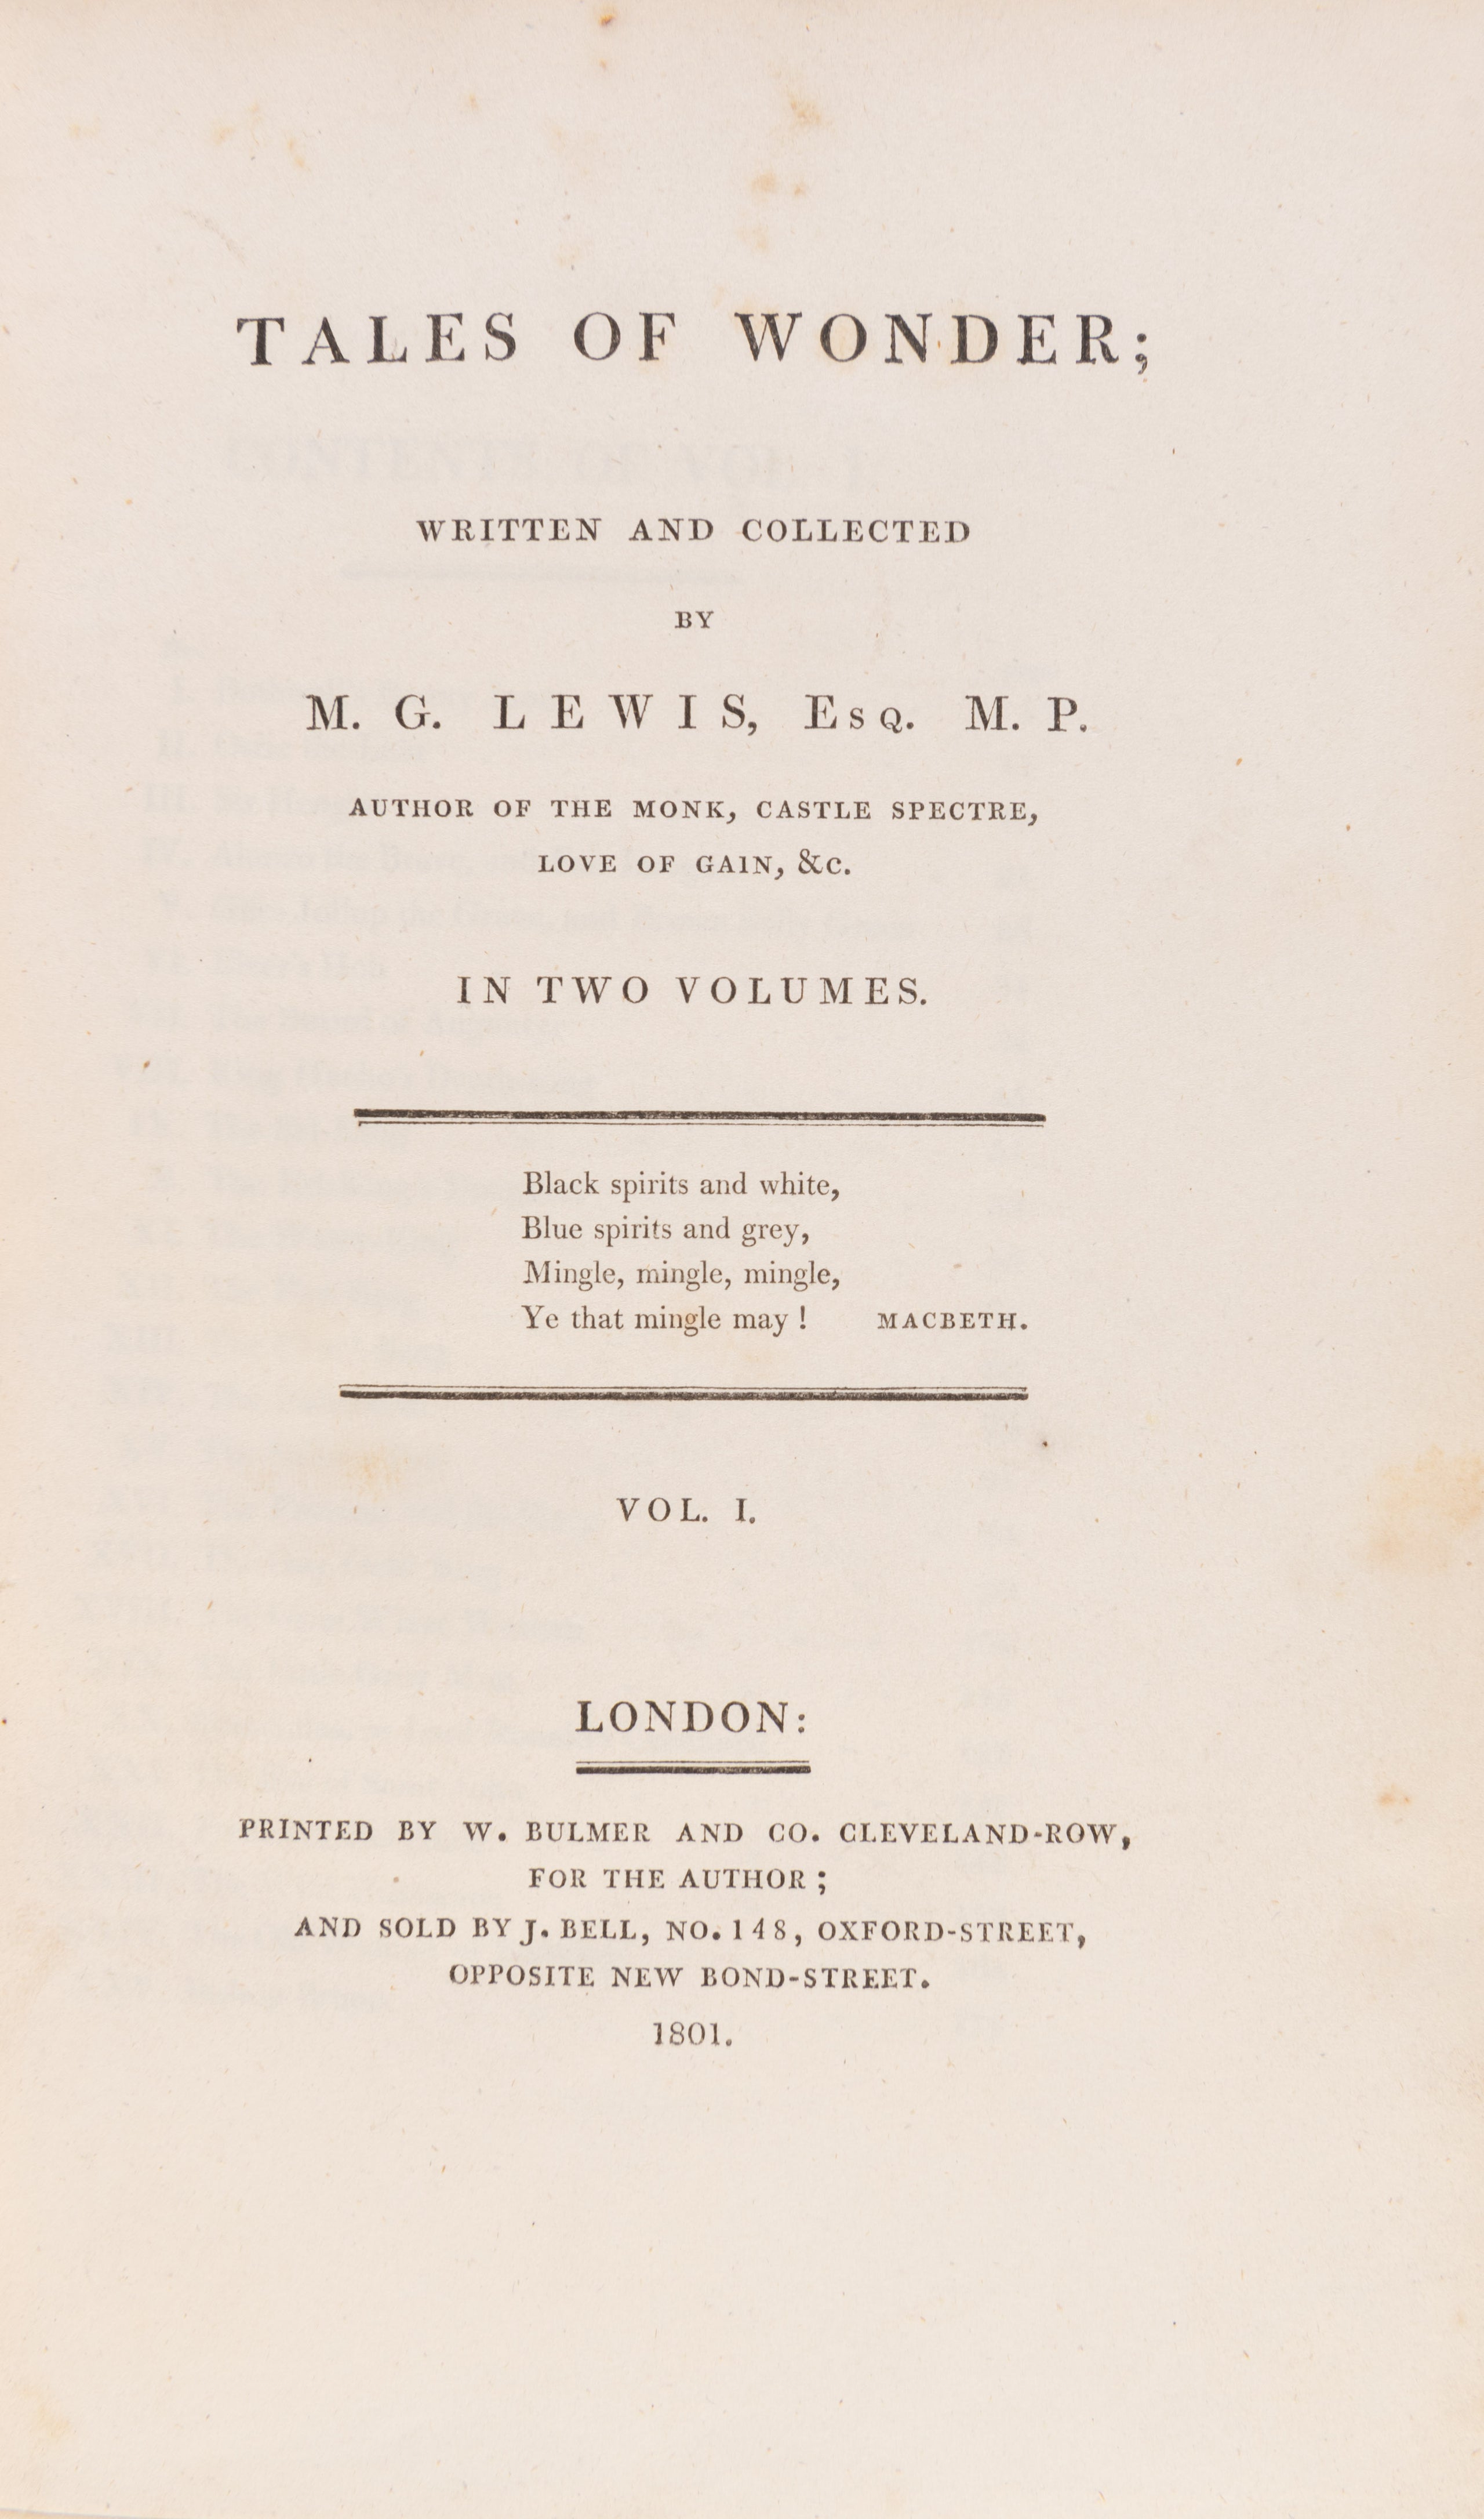 TALES OF WONDER;
WRITTEN AND COLLECTED
BY
M. G. LEWIS, Esq. M. P.
AUTHOR OF THE MONK, CASTLE SPECTRE,
LOVE OF GAIN, &c.
IN TWO VOLUMES.
Black spirits and white,
Blue spirits and grey,
Mingle, mingle, mingle,
Ye that mingle may ! MACBETH.
VOL. I.
LONDON:
PRINTED BY W. BULMER AND CO. CLEVELAND-ROW,
FOR THE AUTHOR ;
AND SOLD BY J. BELL, NO. 148, OXFORD-STREET,
OPPOSITE NEW BOND-STREET.
1801.